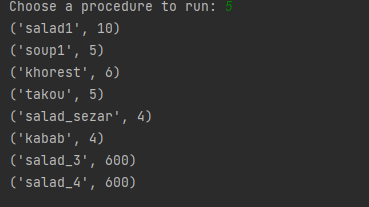 Choose a procedure to run: 5
('salad1', 10)
('soup1', 5)
('khorest', 6)
('takou', 5)
('salad_sezar', 4)
('kabab', 4)
('salad_3', 600)
('salad_4', 600)